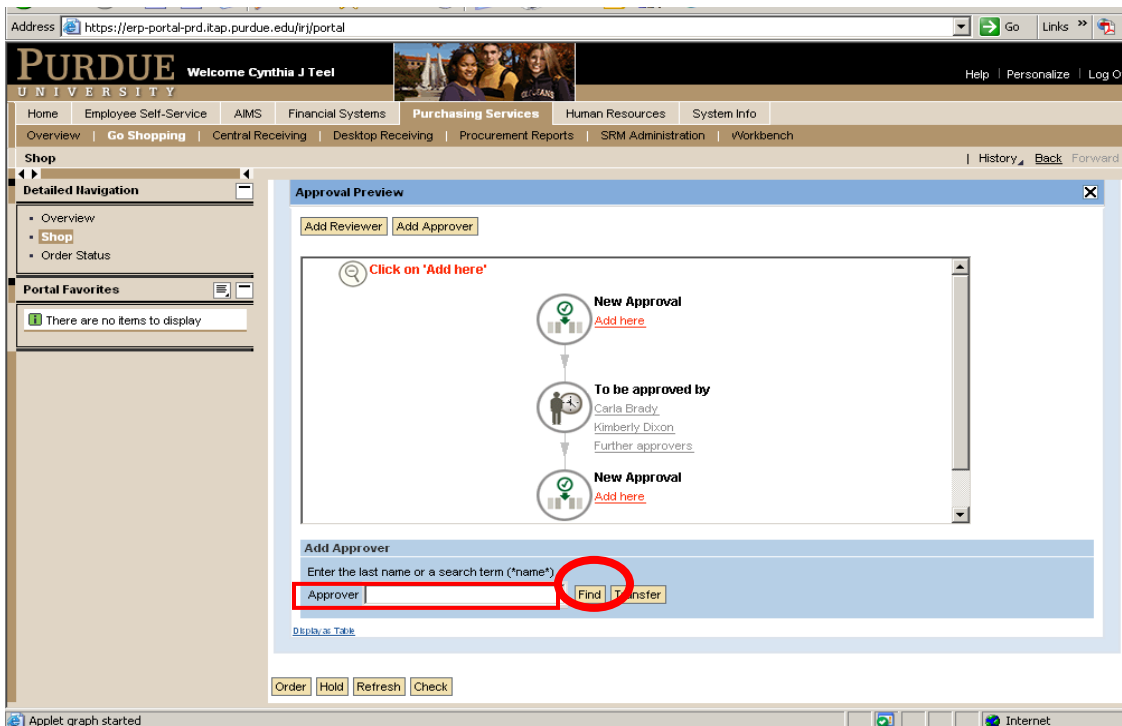 Address https://erp-portal-prd.itap.purdue.edu/irj/portal Go Links »
PURDUE Welcome Cynthia J Teel
UNIVERSITY Help | Personalize | Log O
Home Employee Self-Service AIMS Financial Systems Purchasing Services Human Resources System Info
Overview | Go Shopping | Central Receiving | Desktop Receiving | Procurement Reports | SRM Administration | Workbench
Shop | History Back Forward
Detailed Navigation
• Overview
• Shop
• Order Status
Portal Favorites
There are no items to display
Approval Preview
Add Reviewer Add Approver
Click on 'Add here'
New Approval
Add here
To be approved by
Carla Brady
Kimberly Dixon
Further approvers
New Approval
Add here
Add Approver
Enter the last name or a search term (*name*)
Approver Find Transfer
Display as Table
Order Hold Refresh Check
Applet graph started Internet